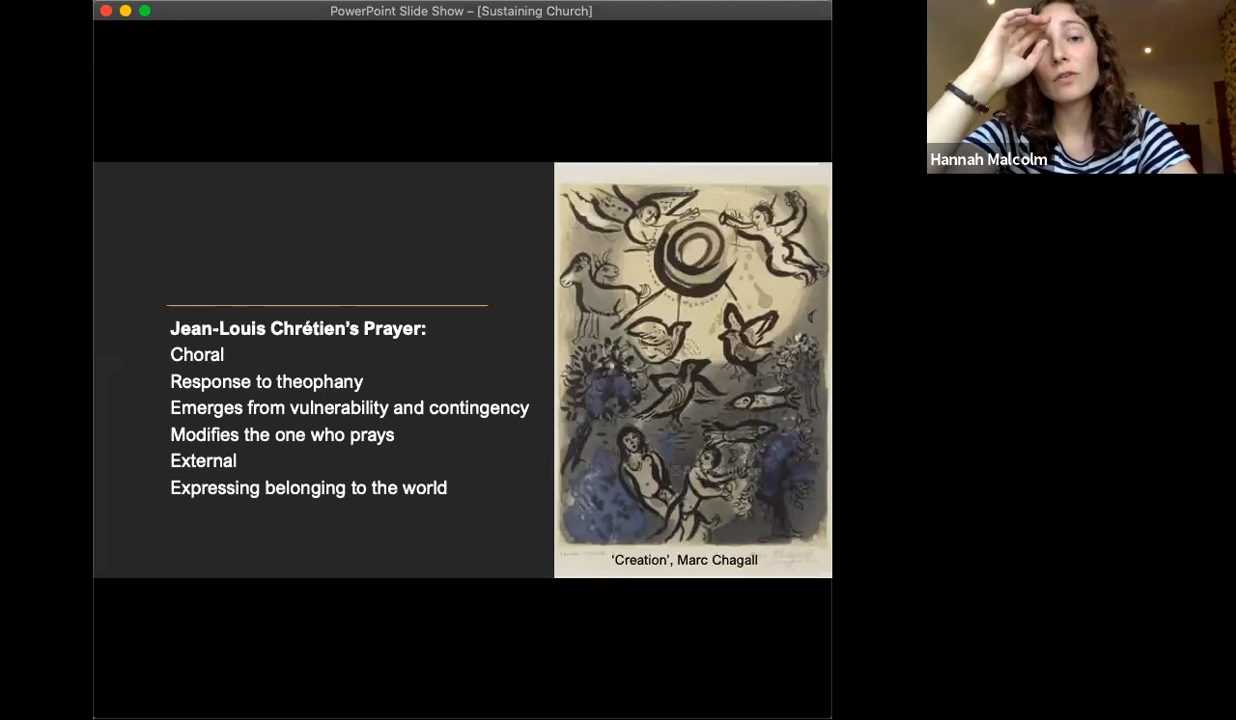 PowerPoint Slide Show – [Sustaining Church]
Hannah Malcolm
Jean-Louis Chrétien's Prayer:
Choral
Response to theophany
Emerges from vulnerability and contingency
Modifies the one who prays
External
Expressing belonging to the world
'Creation', Marc Chagall